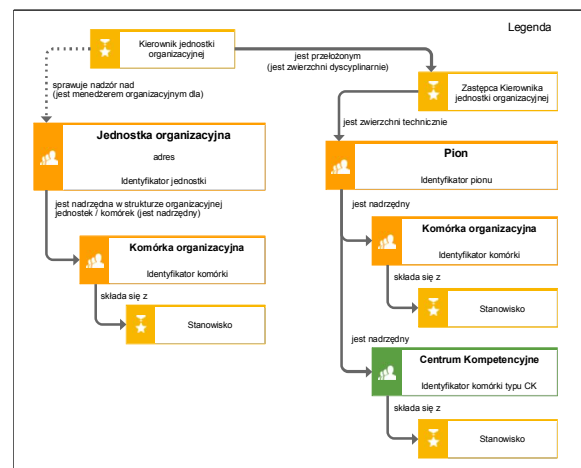 Legenda
Kierownik jednostki
organizacyjnej
jest przełożonym
(jest zwierzchni dyscyplinarnie)
sprawuje nadzór nad
(jest menedżerem organizacyjnym dla)
Zastępca Kierownika
jednostki organizacyjnej
jest zwierzchni technicznie
Jednostka organizacyjna
adres
Identyfikator jednostki
Pion
Identyfikator pionu
jest nadrzędna w strukturze organizacyjnej
jednostek / komórek (jest nadrzędny)
jest nadrzędny
Komórka organizacyjna
Identyfikator komórki
Komórka organizacyjna
Identyfikator komórki
składa się z
Stanowisko
składa się z
Stanowisko
jest nadrzędny
Centrum Kompetencyjne
Identyfikator komórki typu CK
składa się z
Stanowisko